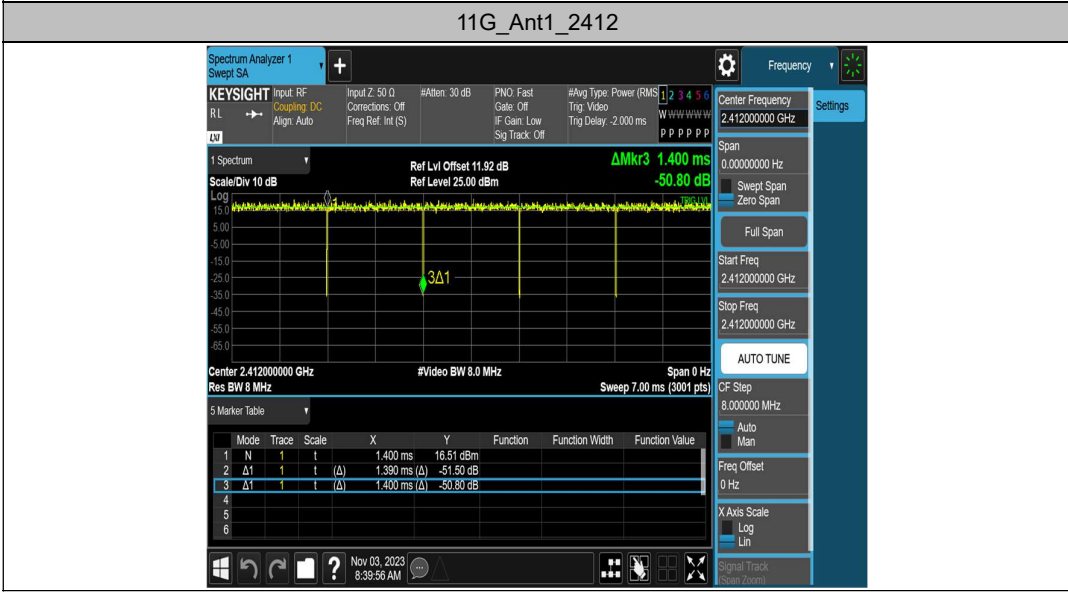 11G_Ant1_2412
Spectrum Analyzer 1
Swept SA
Frequency
KEYSIGHT
RL
LXI
Input: RF
Coupling: DC
Align: Auto
Input Z: 50 Ω
Corrections: Off
Freq Ref: Int (S)
#Atten: 30 dB
PNO: Fast
Gate: Off
IF Gain: Low
Sig Track: Off
#Avg Type: Power (RMS
Trig: Video
Trig Delay: -2.000 ms
1 2 3 4 5 6
W W W W W W
P P P P P P
1 Spectrum
Scale/Div 10 dB
Ref Lvl Offset 11.92 dB
Ref Level 25.00 dBm
ΔMkr3 1.400 ms
-50.80 dB
Log
TRIG LVL
15.0
5.00
-5.00
-15.0
-25.0
-35.0
-45.0
-55.0
-65.0
1
3Δ1
Center 2.412000000 GHz
#Video BW 8.0 MHz
Span 0 Hz
Res BW 8 MHz
Sweep 7.00 ms (3001 pts)
5 Marker Table
Mode Trace Scale X Y Function Function Width Function Value
1 N 1 t 1.400 ms 16.51 dBm
2 Δ1 1 t (Δ) 1.390 ms (Δ) -51.50 dB
3 Δ1 1 t (Δ) 1.400 ms (Δ) -50.80 dB
4
5
6
?
Nov 03, 2023
8:39:56 AM
Center Frequency
2.412000000 GHz
Settings
Span
0.00000000 Hz
Swept Span
Zero Span
Full Span
Start Freq
2.412000000 GHz
Stop Freq
2.412000000 GHz
AUTO TUNE
CF Step
8.000000 MHz
Auto
Man
Freq Offset
0 Hz
X Axis Scale
Log
Lin
Signal Track
(Span Zoom)